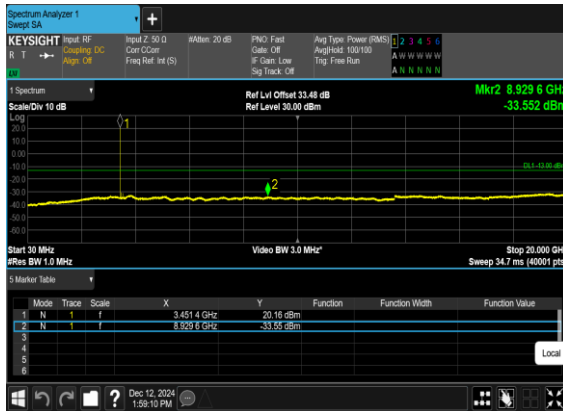 Spectrum Analyzer 1
Swept SA
+
KEYSIGHT Input: RF Input Z: 50 Ω #Atten: 20 dB PNO: Fast Avg Type: Power (RMS) 1 2 3 4 5 6
R T Coupling: DC Corr CCorr Gate: Off Avg|Hold: 100/100 A W W W W W
Align: Off Freq Ref: Int (S) IF Gain: Low Trig: Free Run
LXI Sig Track: Off A N N N N N
1 Spectrum Ref Lvl Offset 33.48 dB Mkr2 8.929 6 GHz
Scale/Div 10 dB Ref Level 30.00 dBm -33.552 dBm
Log
20.0
10.0
0.00
-10.0
-20.0
-30.0
-40.0
-50.0
-60.0
1
DL1 -13.00 dBm
2
Start 30 MHz Video BW 3.0 MHz* Stop 20.000 GH
#Res BW 1.0 MHz Sweep 34.7 ms (40001 pts
5 Marker Table
Mode Trace Scale X Y Function Function Width Function Value
1 N 1 f 3.451 4 GHz 20.16 dBm
2 N 1 f 8.929 6 GHz -33.55 dBm
3
4
5
6
Local
? Dec 12, 2024
1:59:10 PM